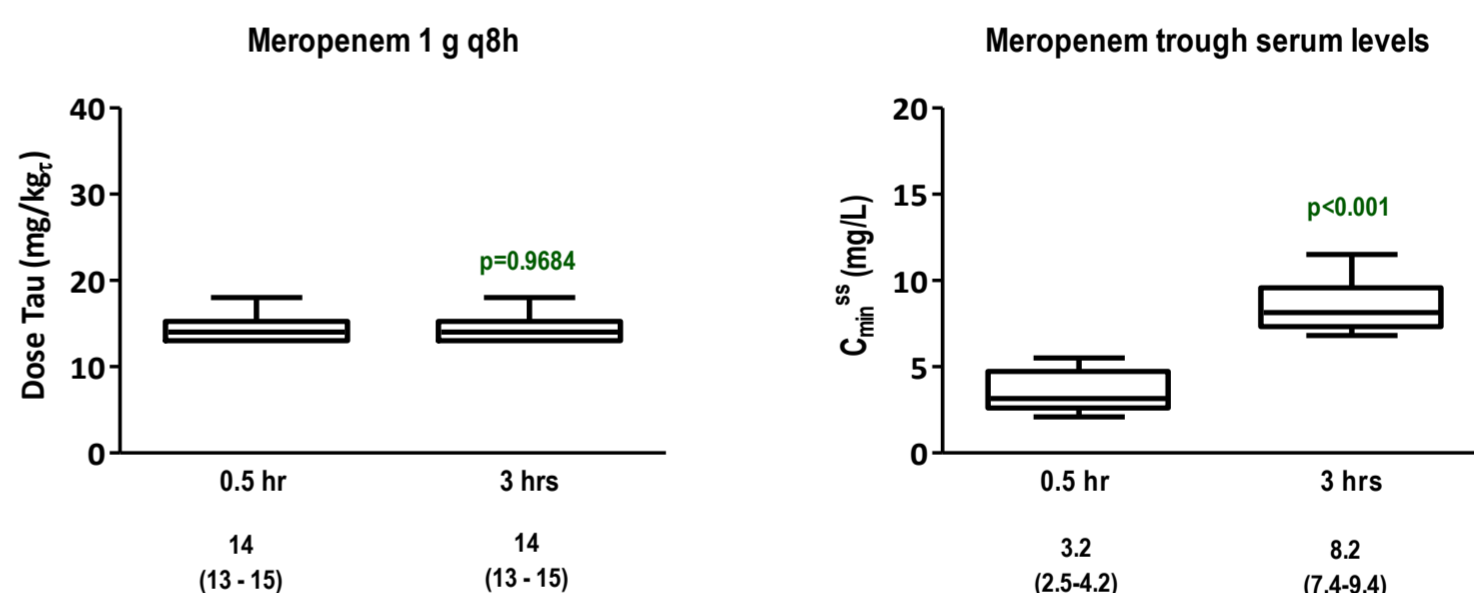 Meropenem 1 g q8h
Dose Tau (mg/kgτ)
40
30
20
10
0
p=0.9684
0.5 hr
3 hrs
14
(13 - 15)
14
(13 - 15)
Meropenem trough serum levels
Cminss (mg/L)
20
15
10
5
0
p<0.001
0.5 hr
3 hrs
3.2
(2.5-4.2)
8.2
(7.4-9.4)